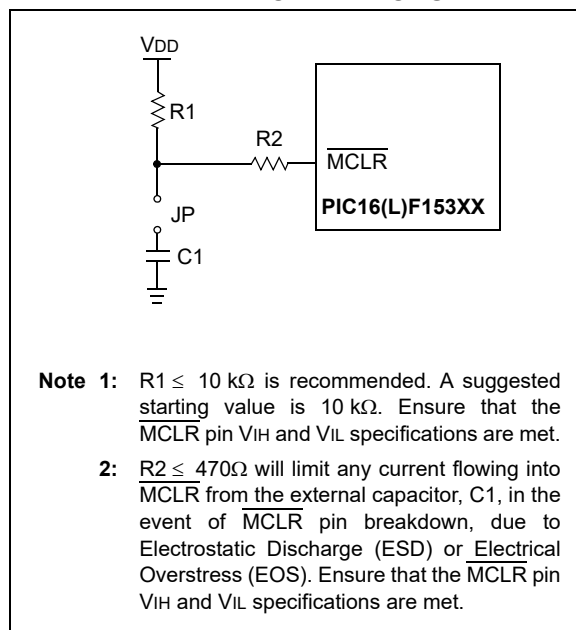 VDD
R1
R2
MCLR
PIC16(L)F153XX
JP
C1
Note 1: R1 ≤ 10 kΩ is recommended. A suggested
starting value is 10 kΩ. Ensure that the
MCLR pin VIH and VIL specifications are met.
2: R2 ≤ 470Ω will limit any current flowing into
MCLR from the external capacitor, C1, in the
event of MCLR pin breakdown, due to
Electrostatic Discharge (ESD) or Electrical
Overstress (EOS). Ensure that the MCLR pin
VIH and VIL specifications are met.